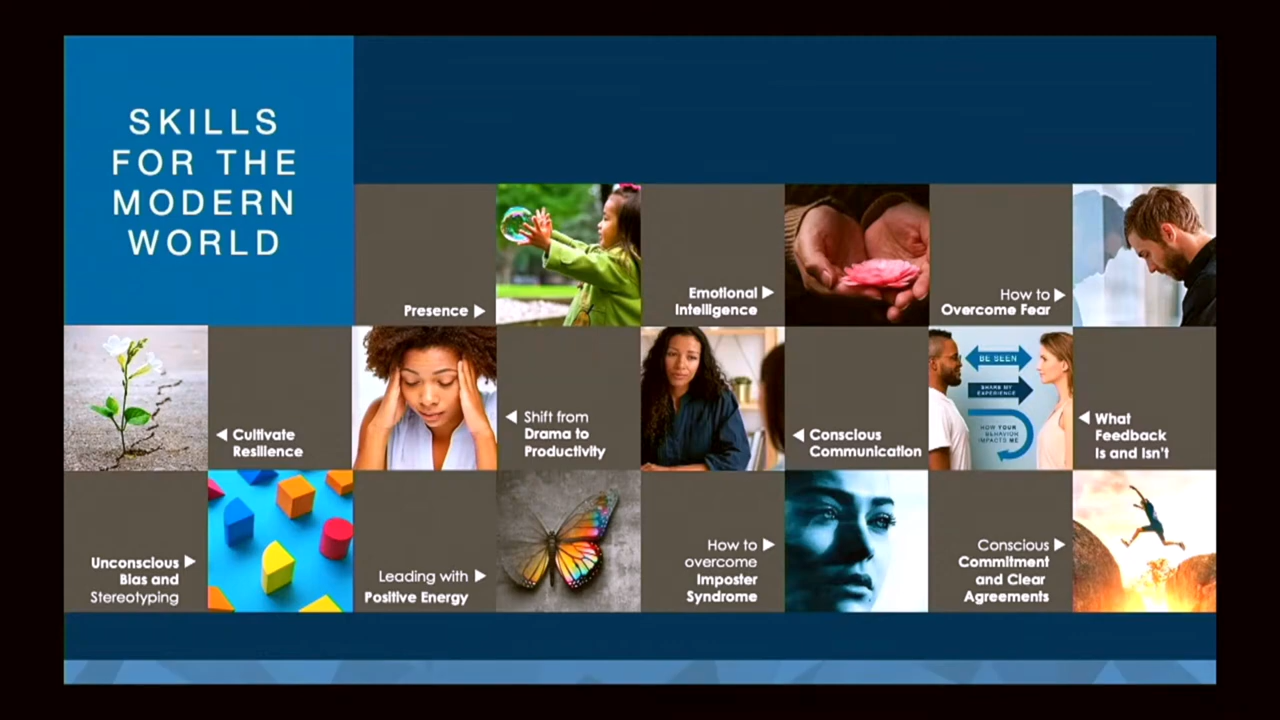 SKILLS
FOR THE
MODERN
WORLD
Presence
Emotional
Intelligence
How to
Overcome Fear
Cultivate
Resilience
Shift from
Drama to
Productivity
Conscious
Communication
BE SEEN
SHARE MY
EXPERIENCE
HOW YOUR
BEHAVIOR
IMPACTS ME
What
Feedback
Is and Isn't
Unconscious
Bias and
Stereotyping
Leading with
Positive Energy
How to
overcome
Imposter
Syndrome
Conscious
Commitment
and Clear
Agreements